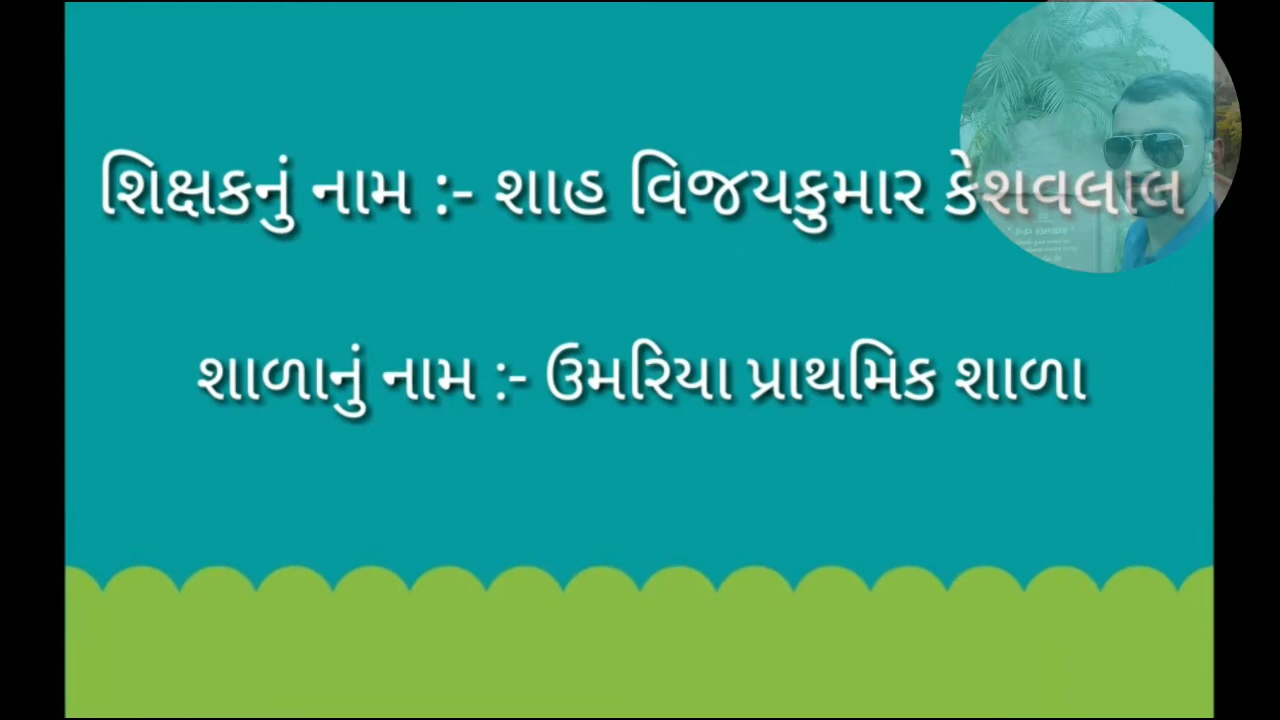 શિક્ષકનું નામ :- શાહ વિજયકુમાર કેશવલાલ
શાળાનું નામ :- ઉમરિયા પ્રાથમિક શાળા